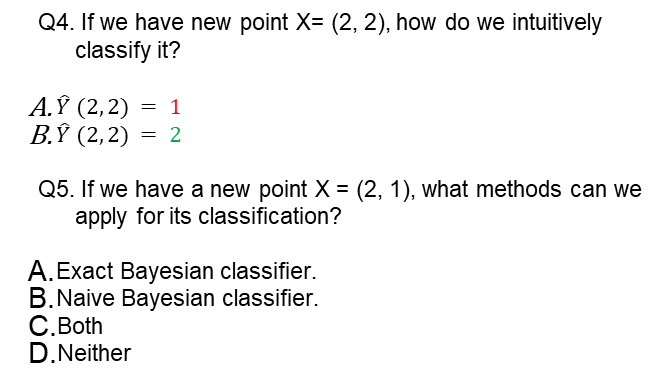 Q4. If we have new point X= (2, 2), how do we intuitively
classify it?
A. Ŷ (2,2) = 1
B. Ŷ (2,2) = 2
Q5. If we have a new point X = (2, 1), what methods can we
apply for its classification?
A. Exact Bayesian classifier.
B. Naive Bayesian classifier.
C. Both
D. Neither